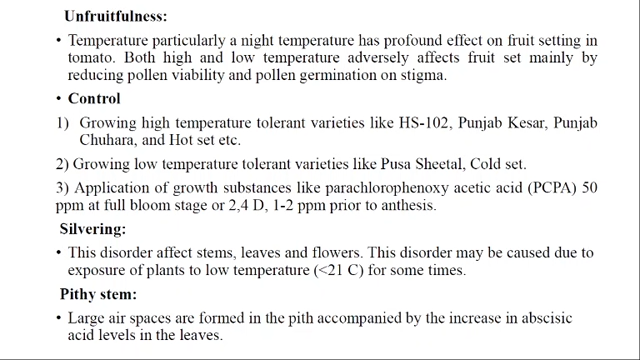 Unfruitfulness:
• Temperature particularly a night temperature has profound effect on fruit setting in
tomato. Both high and low temperature adversely affects fruit set mainly by
reducing pollen viability and pollen germination on stigma.
• Control
1) Growing high temperature tolerant varieties like HS-102, Punjab Kesar, Punjab
Chuhara, and Hot set etc.
2) Growing low temperature tolerant varieties like Pusa Sheetal, Cold set.
3) Application of growth substances like parachlorophenoxy acetic acid (PCPA) 50
ppm at full bloom stage or 2,4 D, 1-2 ppm prior to anthesis.
Silvering:
• This disorder affect stems, leaves and flowers. This disorder may be caused due to
exposure of plants to low temperature (<21 C) for some times.
Pithy stem:
• Large air spaces are formed in the pith accompanied by the increase in abscisic
acid levels in the leaves.